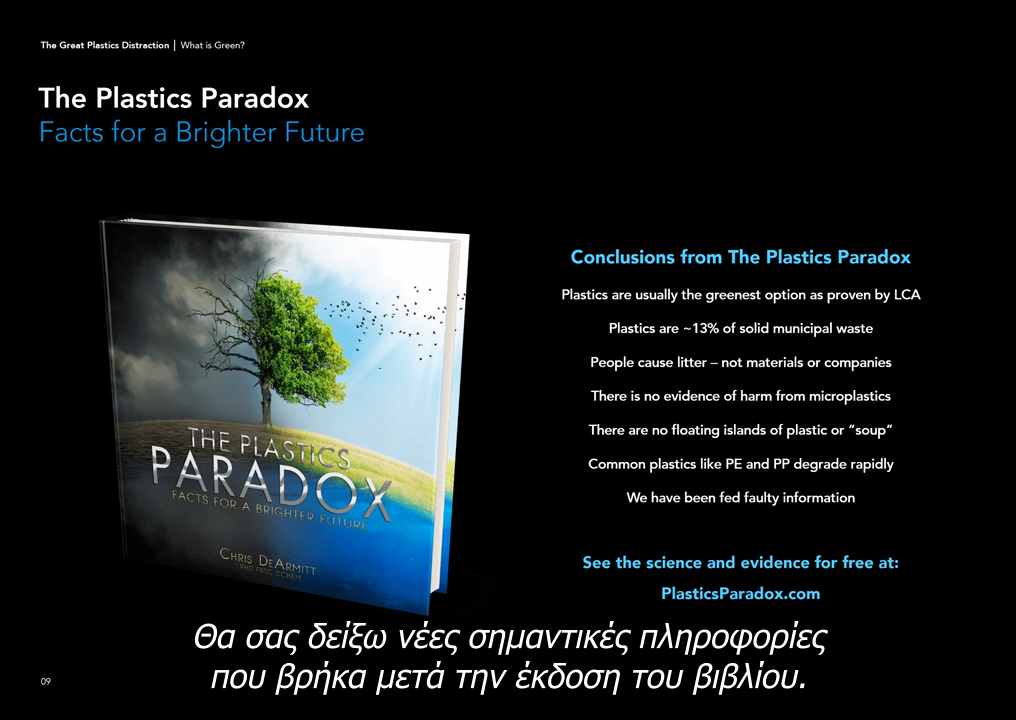 The Great Plastics Distraction | What is Green?
The Plastics Paradox
Facts for a Brighter Future
THE PLASTICS
PARADOX
FACTS FOR A BRIGHTER FUTURE
CHRIS DEARMITT
PHD FRSC CCHEM
Conclusions from The Plastics Paradox
Plastics are usually the greenest option as proven by LCA
Plastics are ~13% of solid municipal waste
People cause litter – not materials or companies
There is no evidence of harm from microplastics
There are no floating islands of plastic or “soup”
Common plastics like PE and PP degrade rapidly
We have been fed faulty information
See the science and evidence for free at:
PlasticsParadox.com
Θα σας δείξω νέες σημαντικές πληροφορίες
που βρήκα μετά την έκδοση του βιβλίου.
09